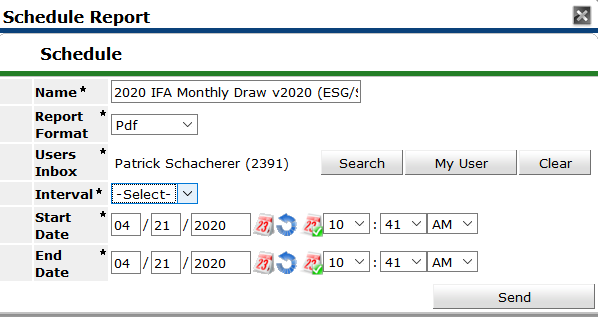 Schedule Report
Schedule
Name* 2020 IFA Monthly Draw v2020 (ESG/S
Report Format * Pdf
Users Inbox * Patrick Schacherer (2391) Search My User Clear
Interval* -Select-
Start Date * 04 / 21 / 2020 10 : 41 AM
End Date * 04 / 21 / 2020 10 : 41 AM
Send